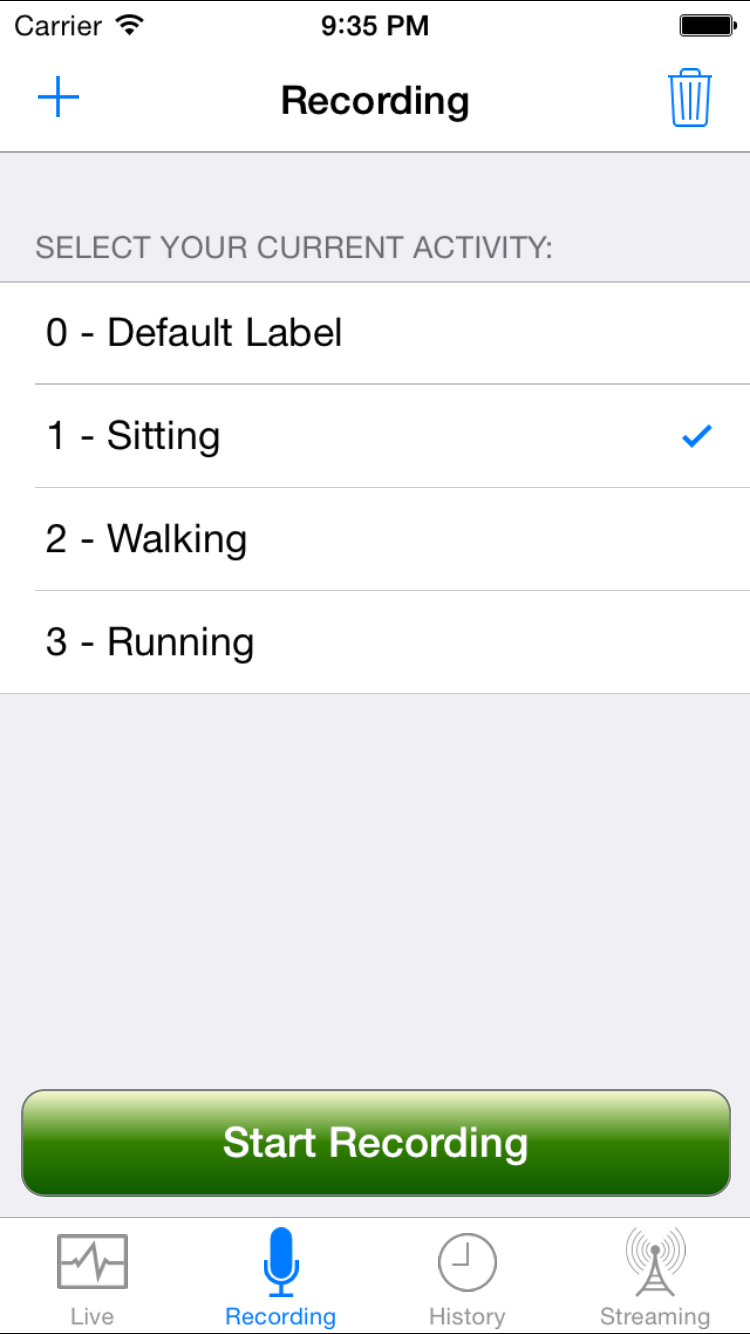 Carrier 9:35 PM
Recording
SELECT YOUR CURRENT ACTIVITY:
0 - Default Label
1 - Sitting
2 - Walking
3 - Running
Start Recording
Live Recording History Streaming